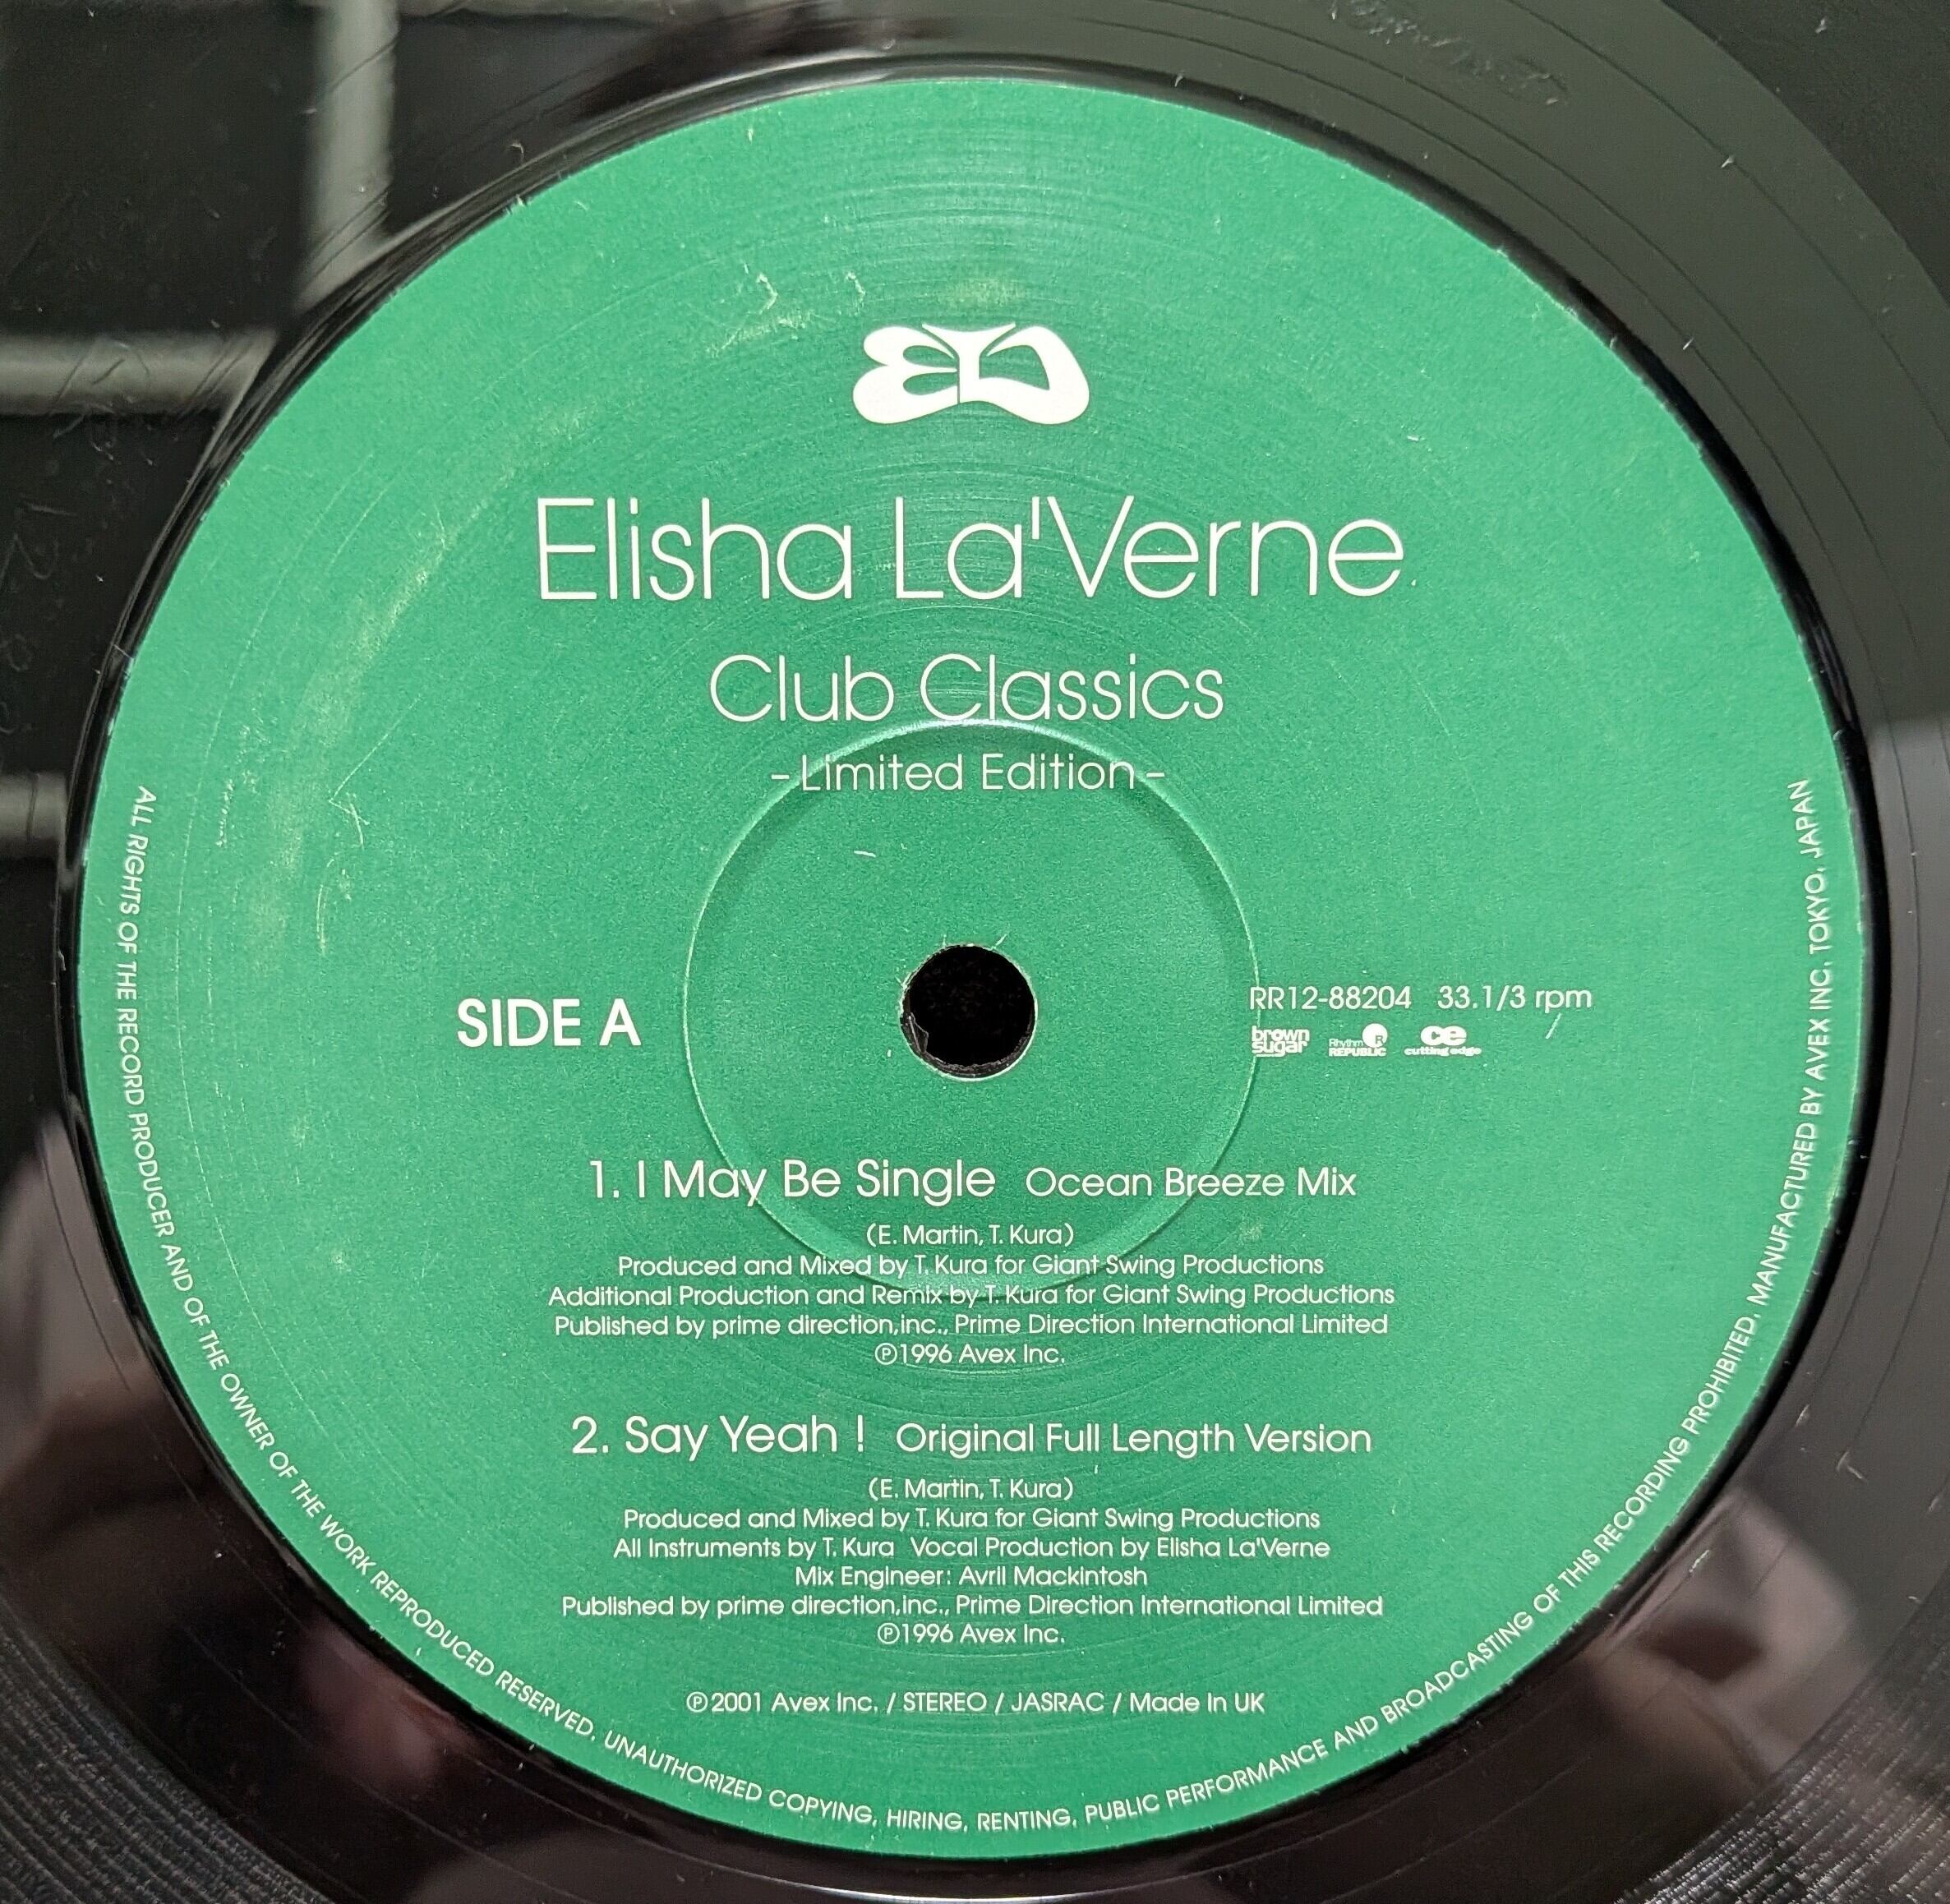 Elisha La'Verne
Club Classics
- Limited Edition -
SIDE A
RR12-88204 33.1/3 rpm
brown sugar
Rhythm REPUBLIC
ce
cutting edge
1. I May Be Single Ocean Breeze Mix
(E. Martin, T. Kura)
Produced and Mixed by T. Kura for Giant Swing Productions
Additional Production and Remix by T. Kura for Giant Swing Productions
Published by prime direction,inc., Prime Direction International Limited
℗1996 Avex Inc.
2. Say Yeah ! Original Full Length Version
(E. Martin, T. Kura)
Produced and Mixed by T. Kura for Giant Swing Productions
All Instruments by T. Kura Vocal Production by Elisha La'Verne
Mix Engineer: Avril Mackintosh
Published by prime direction,inc., Prime Direction International Limited
℗1996 Avex Inc.
℗2001 Avex Inc. / STEREO / JASRAC / Made in UK
ALL RIGHTS OF THE RECORD PRODUCER AND OF THE OWNER OF THE WORK REPRODUCED RESERVED. UNAUTHORIZED COPYING, HIRING, RENTING, PUBLIC PERFORMANCE AND BROADCASTING OF THIS RECORDING PROHIBITED. MANUFACTURED BY AVEX INC. TOKYO, JAPAN